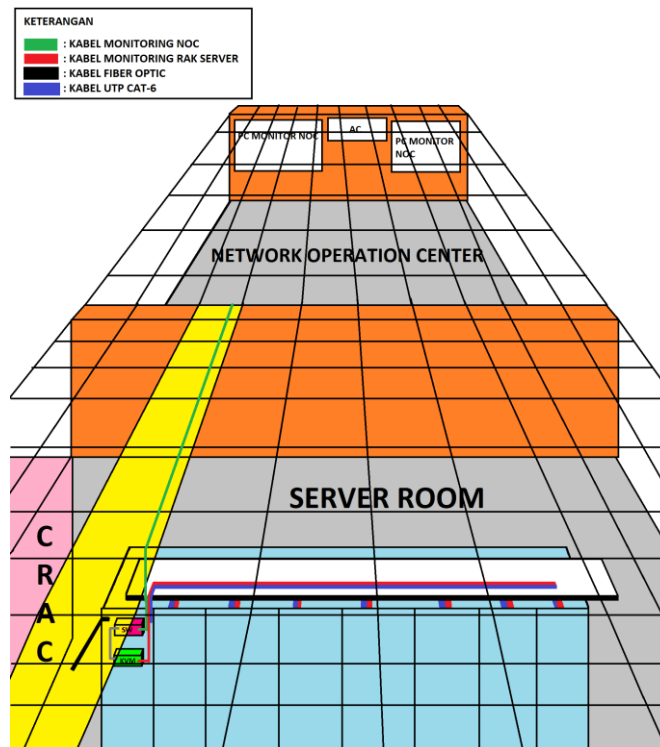 KETERANGAN
: KABEL MONITORING NOC
: KABEL MONITORING RAK SERVER
: KABEL FIBER OPTIC
: KABEL UTP CAT-6
PC MONITOR NOC
AC
PC MONITOR
NOC
NETWORK OPERATION CENTER
SERVER ROOM
C
R
A
C
SW
KVM